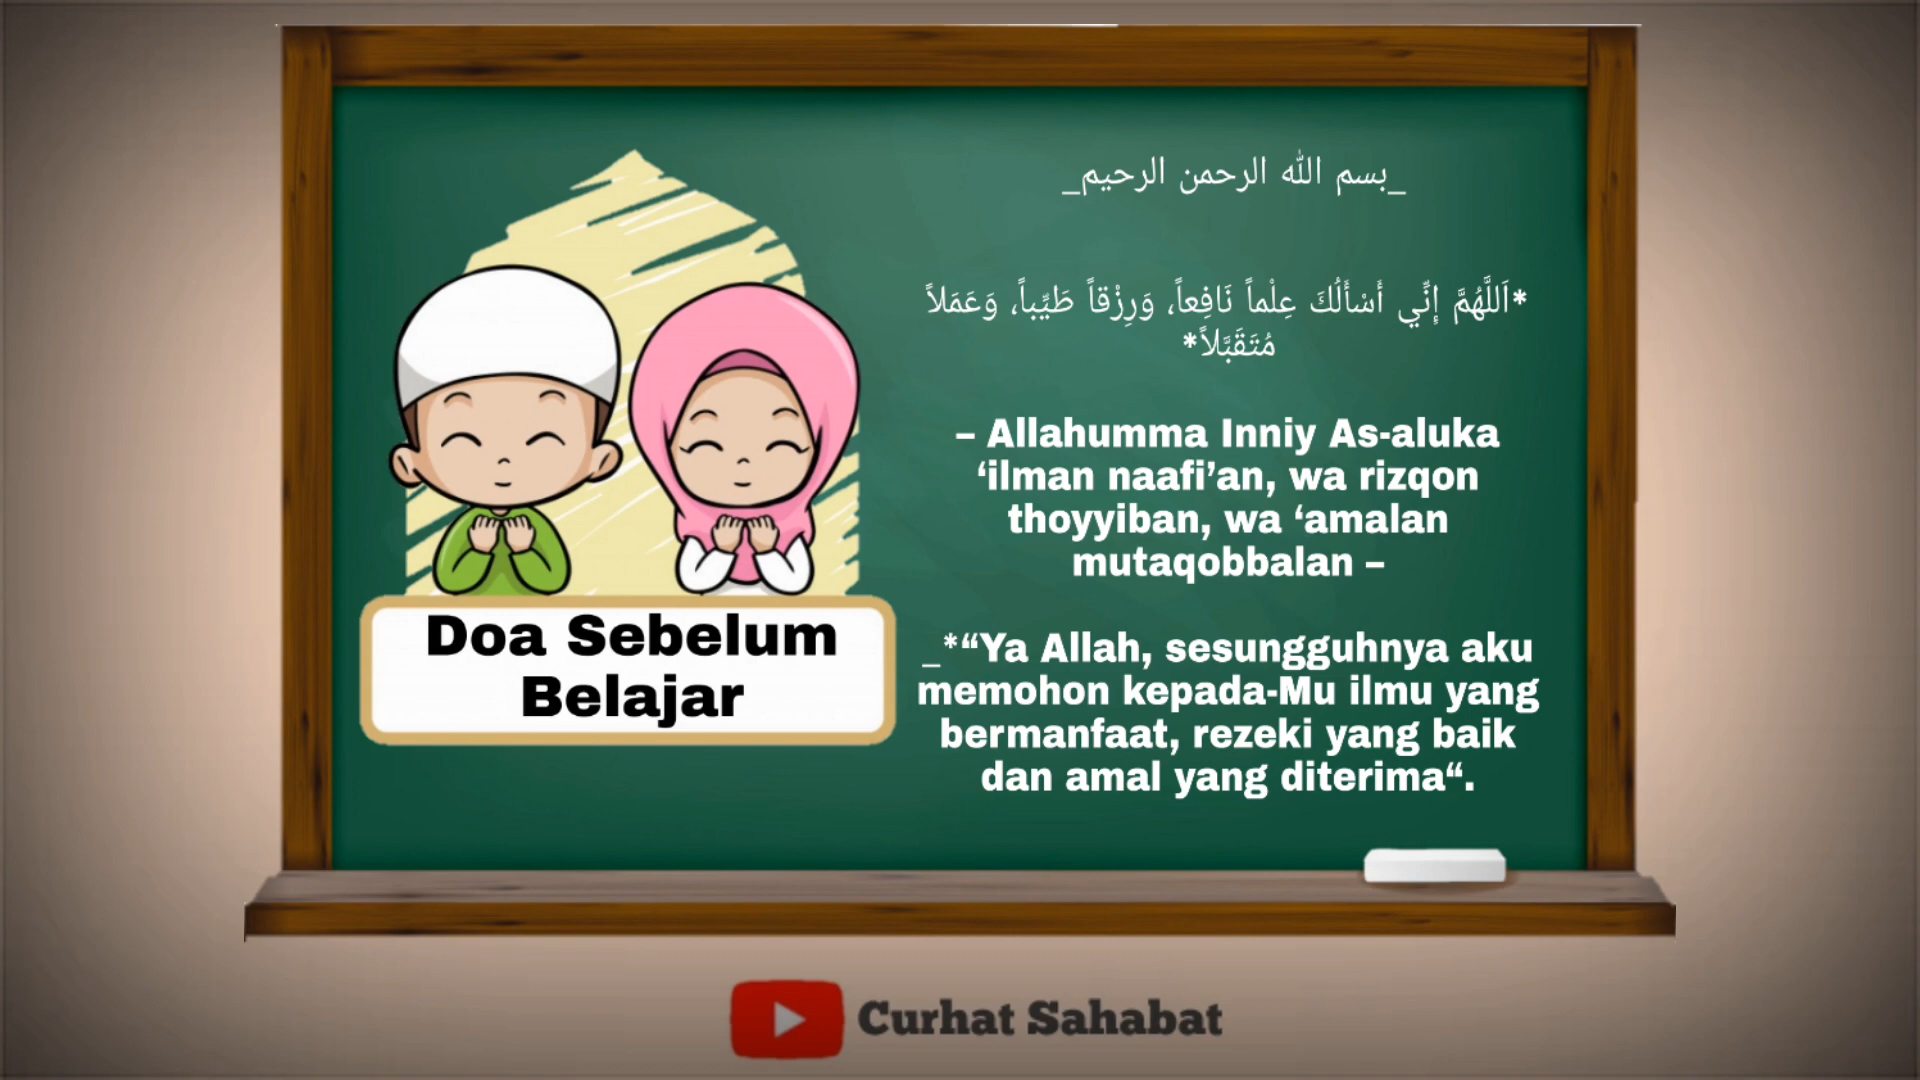 _بسم الله الرحمن الرحيم_
*اَللَّهُمَّ إِنِّي أَسْأَلُكَ عِلْماً نَافِعاً، وَرِزْقاً طَيِّباً، وَعَمَلاً
مُتَقَبَّلاً*
– Allahumma Inniy As-aluka
‘ilman naafi’an, wa rizqon
thoyyiban, wa ‘amalan
mutaqobbalan –
_*“Ya Allah, sesungguhnya aku
memohon kepada-Mu ilmu yang
bermanfaat, rezeki yang baik
dan amal yang diterima“.
Doa Sebelum
Belajar
Curhat Sahabat